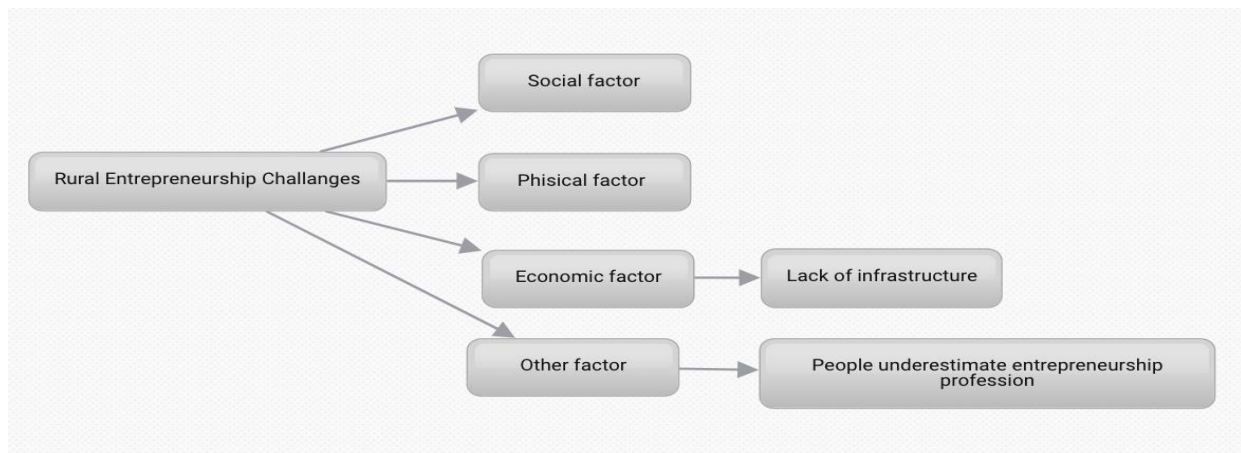 Social factor
Rural Entrepreneurship Challanges
Phisical factor
Economic factor
Lack of infrastructure
Other factor
People underestimate entrepreneurship
profession